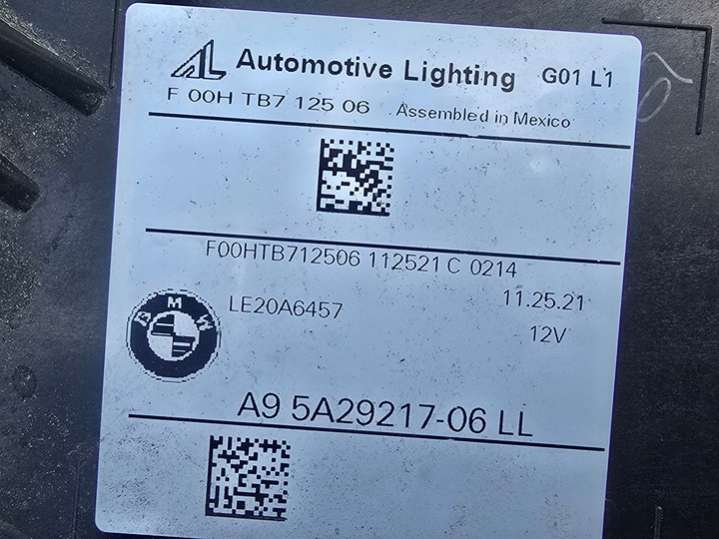 AL Automotive Lighting G01 L1
F 00H TB7 125 06 Assembled in Mexico
F00HTB712506 112521 C 0214
LE20A6457 11.25.21
BMW 12V
A9 5A29217-06 LL